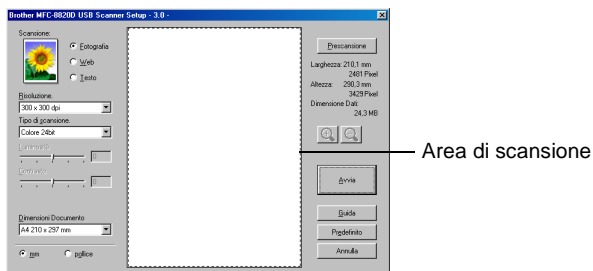 Brother MFC-8820D USB Scanner Setup - 3.0 -
Scansione:
Fotografia
Web
Testo
Risoluzione.
300 x 300 dpi
Tipo di scansione.
Colore 24bit
Luminosità
0
Contrasto
0
Dimensioni Documento
A4 210 x 297 mm
mm
pollice
Prescansione
Larghezza: 210,1 mm
2481 Pixel
Altezza: 290,3 mm
3429 Pixel
Dimensione Dati:
24,3 MB
Avvia
Guida
Predefinito
Annulla
Area di scansione